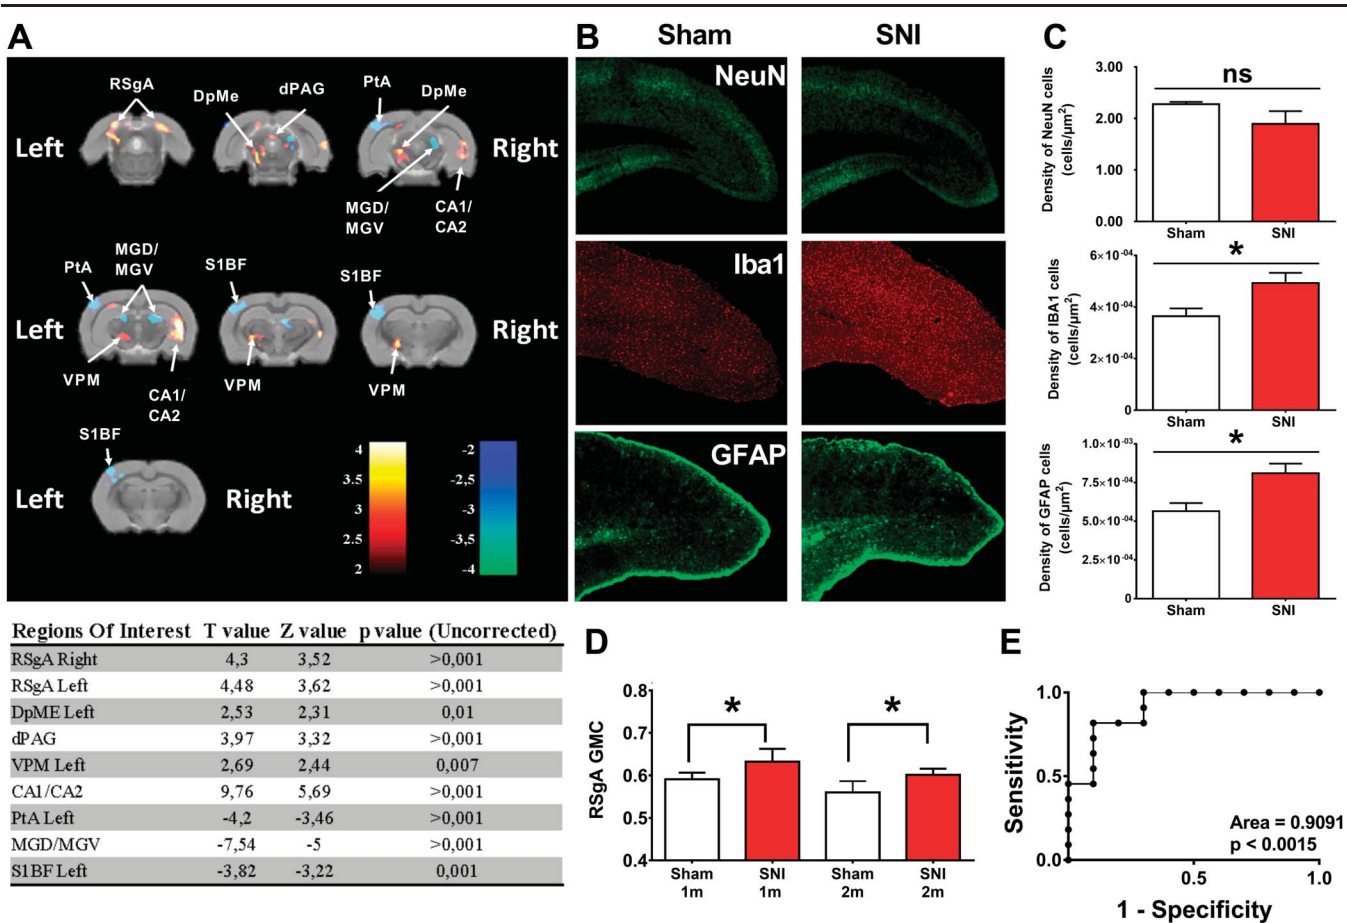 A
RSgA
DpMe
dPAG
PtA
DpMe
Left
Right
MGD/
MGV
CA1/
CA2
MGD/
MGV
PtA
S1BF
S1BF
Left
Right
VPM
VPM
VPM
CA1/
CA2
S1BF
Left
Right
4
3.5
3
2.5
2
-2
-2,5
-3
-3,5
-4
B
Sham
SNI
NeuN
Iba1
GFAP
C
Density of NeuN cells
(cells/µm²)
3.00
2.00
1.00
0.00
ns
Sham
SNI
Density of IBA1 cells
(cells/µm²)
6×10⁻⁰⁴
4×10⁻⁰⁴
2×10⁻⁰⁴
0
*
Sham
SNI
Density of GFAP cells
(cells/µm²)
1.0×10⁻⁰³
7.5×10⁻⁰⁴
5.0×10⁻⁰⁴
2.5×10⁻⁰⁴
0
*
Sham
SNI
Regions Of Interest T value Z value p value (Uncorrected)
RSgA Right 4,3 3,52 >0,001
RSgA Left 4,48 3,62 >0,001
DpME Left 2,53 2,31 0,01
dPAG 3,97 3,32 >0,001
VPM Left 2,69 2,44 0,007
CA1/CA2 9,76 5,69 >0,001
PtA Left -4,2 -3,46 >0,001
MGD/MGV -7,54 -5 >0,001
S1BF Left -3,82 -3,22 0,001
D
RSgA GMC
0.8
0.7
0.6
0.5
0.4
* *
Sham SNI Sham SNI
1m 1m 2m 2m
E
Sensitivity
1.0
0.5
0.0
Area = 0.9091
p < 0.0015
0.5 1.0
1 - Specificity